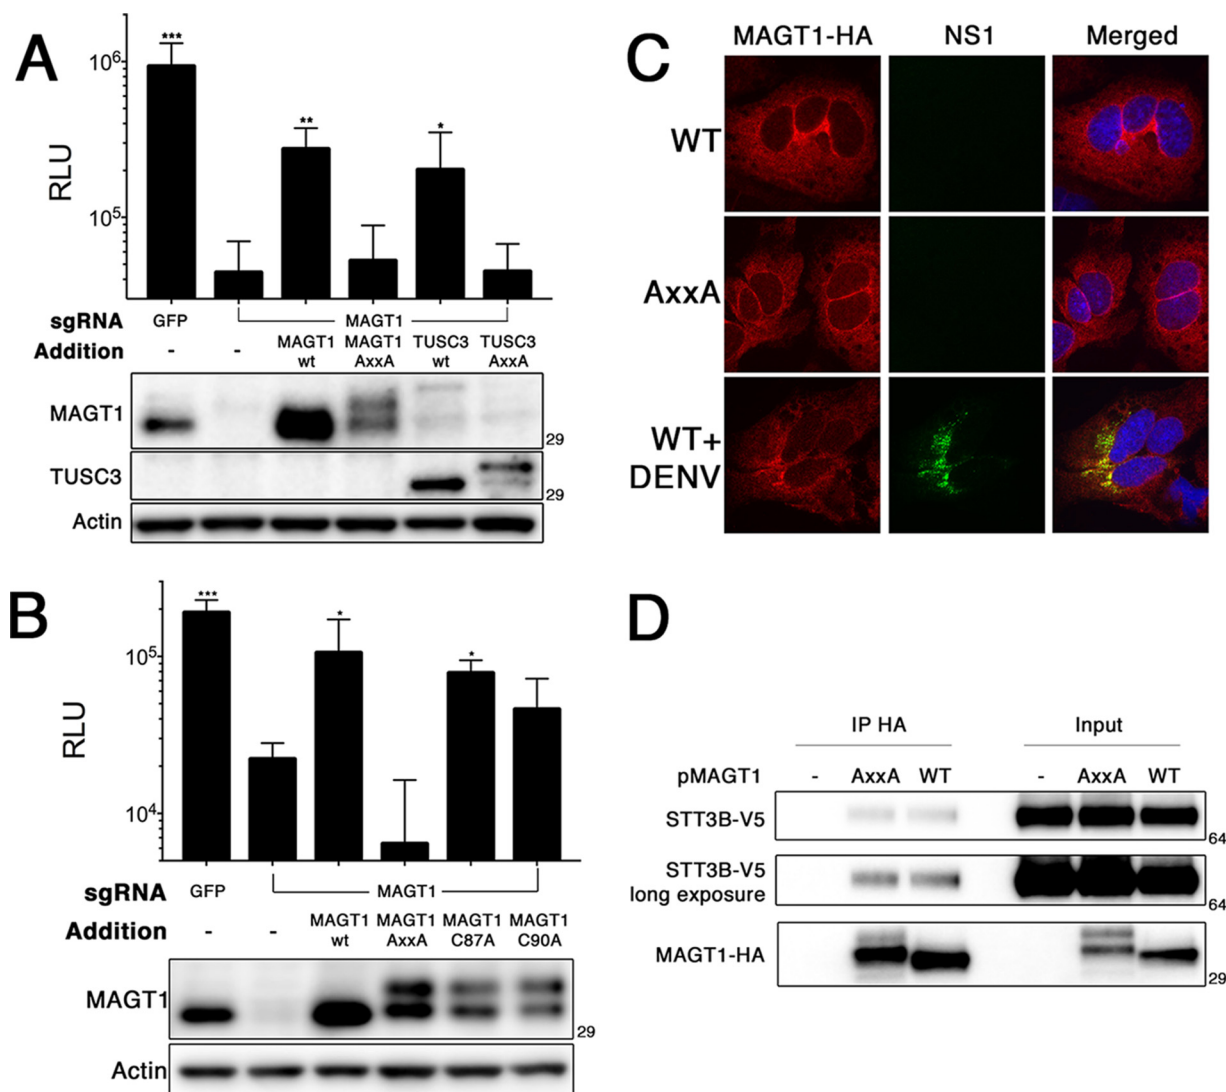 A
***
**
*
10⁶
10⁵
RLU
sgRNA GFP MAGT1
Addition - - MAGT1 MAGT1 TUSC3 TUSC3
wt AxxA wt AxxA
MAGT1 29
TUSC3 29
Actin
B
***
*
*
10⁵
10⁴
RLU
sgRNA GFP MAGT1
Addition - - MAGT1 MAGT1 MAGT1 MAGT1
wt AxxA C87A C90A
MAGT1 29
Actin
C
MAGT1-HA NS1 Merged
WT
AxxA
WT+
DENV
D
IP HA Input
pMAGT1 - AxxA WT - AxxA WT
STT3B-V5 64
STT3B-V5
long exposure 64
MAGT1-HA 29